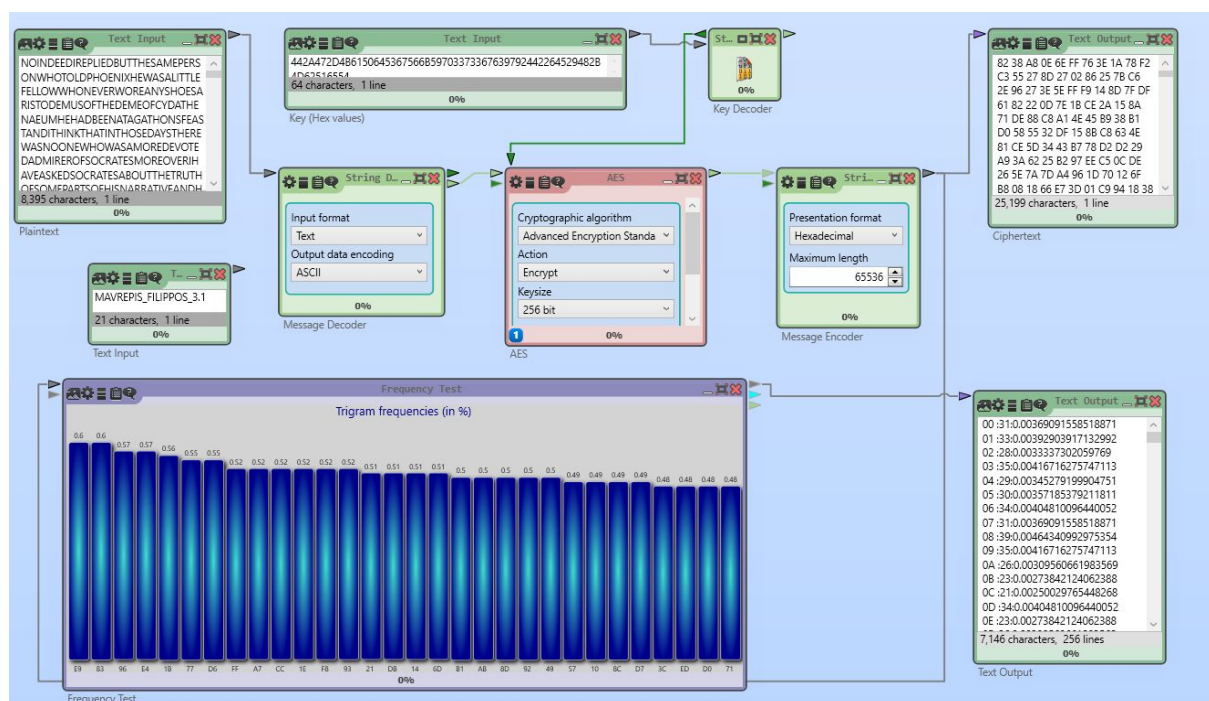 Text Input
NOINDEEDIREPLIEDBUTTHESAMEPERS
ONWHOTOLDPHOENIXHEWASALITTLE
FELLOWWHONEVERWOREANYSHOESA
RISTODEMUSOFTHEDEMEOFCYDATHE
NAEUMHEHADBEENATAGATHONSFEAS
TANDITHINKTHATINTHOSEDAYSTHERE
WASNOONEWHOWASAMOREDEVOTE
DADMIREROFSOCRATESMOREOVERIH
AVEASKEDSOCRATESABOUTTHETRUTH
OFSOMEPARTSOFHISNARRATIVEANDH
8,395 characters, 1 line
0%
Plaintext
Text Input
442A472D4B6150645367566B59703373367639792442264529482B
4D62516554
64 characters, 1 line
0%
Key (Hex values)
St...
0%
Key Decoder
Text Output
82 38 A8 0E 6E FF 76 3E 1A 78 F2
C3 55 27 8D 27 02 86 25 7B C6
2E 96 27 3E 5E FF F9 14 8D 7F DF
61 82 22 0D 7E 1B CE 2A 15 8A
71 DE 88 C8 A1 4E 45 B9 38 B1
D0 58 55 32 DF 15 8B C8 63 4E
81 CE 5D 34 43 B7 78 D2 D2 29
A9 3A 62 25 B2 97 EE C5 0C DE
26 5E 7A 7D A4 96 1D 70 12 6F
B8 08 18 66 E7 3D 01 C9 94 18 38
25,199 characters, 1 line
0%
Ciphertext
T...
MAVREPIS_FILIPPOS_3.1
21 characters, 1 line
0%
Text Input
String D...
Input format
Text
Output data encoding
ASCII
0%
Message Decoder
AES
Cryptographic algorithm
Advanced Encryption Standa
Action
Encrypt
Keysize
256 bit
1
0%
AES
Stri...
Presentation format
Hexadecimal
Maximum length
65536
0%
Message Encoder
Frequency Test
Trigram frequencies (in %)
0.6 0.6 0.57 0.57 0.56 0.55 0.55 0.52 0.52 0.52 0.52 0.52 0.52 0.51 0.51 0.51 0.51 0.5 0.5 0.5 0.5 0.5 0.49 0.49 0.49 0.49 0.48 0.48 0.48 0.48
E9 83 96 E4 1B 77 D6 FF A7 CC 1E F8 93 21 DB 14 6D B1 AB 8D 92 49 57 10 8C D7 3C ED D0 71
0%
Frequency Test
Text Output
00 :31:0.00369091558518871
01 :33:0.00392903917132992
02 :28:0.0033337302059769
03 :35:0.00416716275747113
04 :29:0.00345279199904751
05 :30:0.00357185379211811
06 :34:0.00404810096440052
07 :31:0.00369091558518871
08 :39:0.00464340992975354
09 :35:0.00416716275747113
0A :26:0.00309560661983569
0B :23:0.00273842124062388
0C :21:0.00250029765448268
0D :34:0.00404810096440052
0E :23:0.00273842124062388
7,146 characters, 256 lines
0%
Text Output